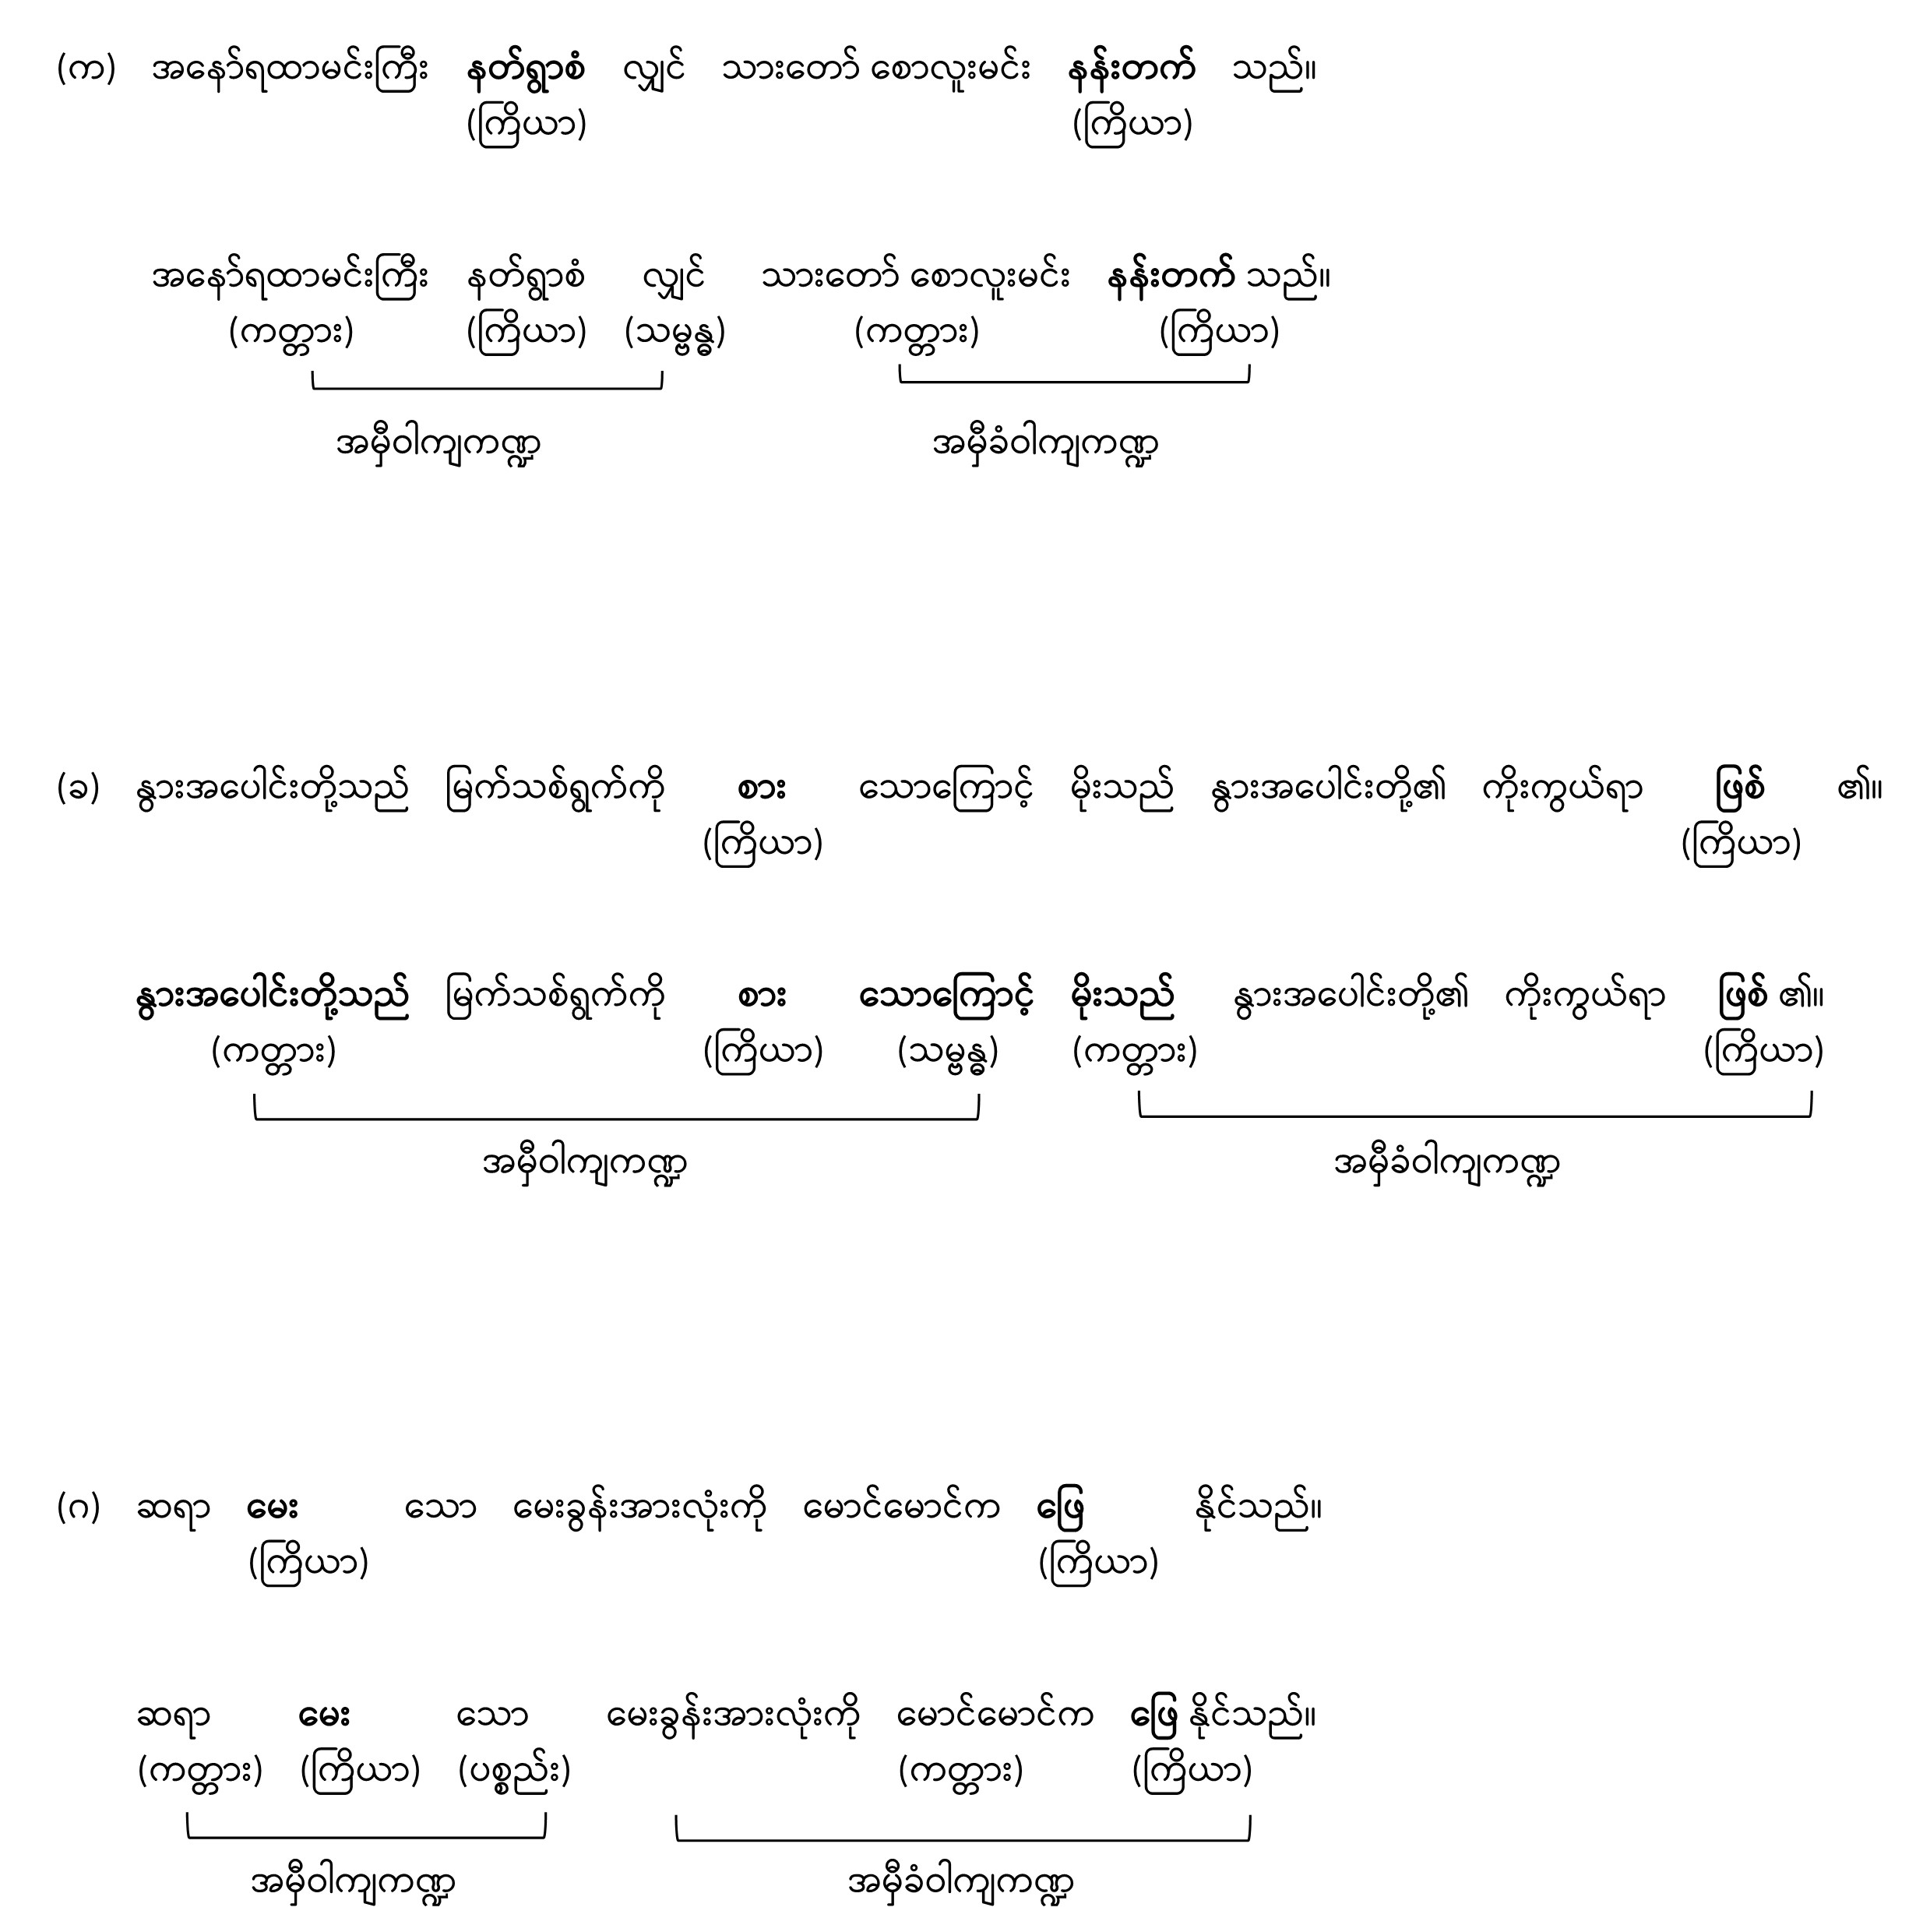 (က) အနော်ရထာမင်းကြီး နတ်ရွာစံ လျှင် သားတော် စောလူးမင်း နန်းတက် သည်။
(ကြိယာ) (ကြိယာ)
အနော်ရထာမင်းကြီး နတ်ရွာစံ လျှင် သားတော် စောလူးမင်း နန်းတက် သည်။
(ကတ္တား) (ကြိယာ) (သမ္ဗန္ဓ) (ကတ္တား) (ကြိယာ)
အမှီဝါကျကဏ္ဍ အမှီခံဝါကျကဏ္ဍ
(ခ) နွားအပေါင်းတို့သည် မြက်သစ်ရွက်ကို စား သောကြောင့် မိုးသည် နွားအပေါင်းတို့၏ ကိုးကွယ်ရာ ဖြစ် ၏။
(ကြိယာ) (ကြိယာ)
နွားအပေါင်းတို့သည် မြက်သစ်ရွက်ကို စား သောကြောင့် မိုးသည် နွားအပေါင်းတို့၏ ကိုးကွယ်ရာ ဖြစ် ၏။
(ကတ္တား) (ကြိယာ) (သမ္ဗန္ဓ) (ကတ္တား) (ကြိယာ)
အမှီဝါကျကဏ္ဍ အမှီခံဝါကျကဏ္ဍ
(ဂ) ဆရာ မေး သော မေးခွန်းအားလုံးကို မောင်မောင်က ဖြေ နိုင်သည်။
(ကြိယာ) (ကြိယာ)
ဆရာ မေး သော မေးခွန်းအားလုံးကို မောင်မောင်က ဖြေ နိုင်သည်။
(ကတ္တား) (ကြိယာ) (ပစ္စည်း) (ကတ္တား) (ကြိယာ)
အမှီဝါကျကဏ္ဍ အမှီခံဝါကျကဏ္ဍ